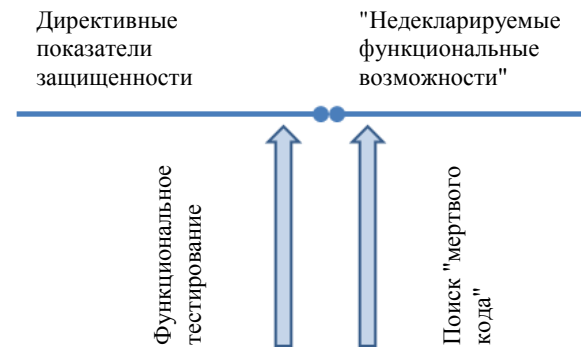 Директивные
показатели
защищенности
"Недекларируемые
функциональные
возможности"
Функциональное
тестирование
Поиск "мертвого
кода"